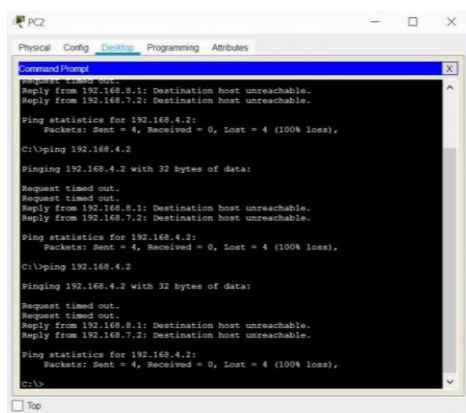 PC2
Physical Config Desktop Programming Attributes
Command Prompt X
Request timed out.
Reply from 192.168.8.1: Destination host unreachable.
Reply from 192.168.7.2: Destination host unreachable.
Ping statistics for 192.168.4.2:
Packets: Sent = 4, Received = 0, Lost = 4 (100% loss),
C:\>ping 192.168.4.2
Pinging 192.168.4.2 with 32 bytes of data:
Request timed out.
Request timed out.
Reply from 192.168.8.1: Destination host unreachable.
Reply from 192.168.7.2: Destination host unreachable.
Ping statistics for 192.168.4.2:
Packets: Sent = 4, Received = 0, Lost = 4 (100% loss),
C:\>ping 192.168.4.2
Pinging 192.168.4.2 with 32 bytes of data:
Request timed out.
Request timed out.
Reply from 192.168.8.1: Destination host unreachable.
Reply from 192.168.7.2: Destination host unreachable.
Ping statistics for 192.168.4.2:
Packets: Sent = 4, Received = 0, Lost = 4 (100% loss),
C:\>
Top